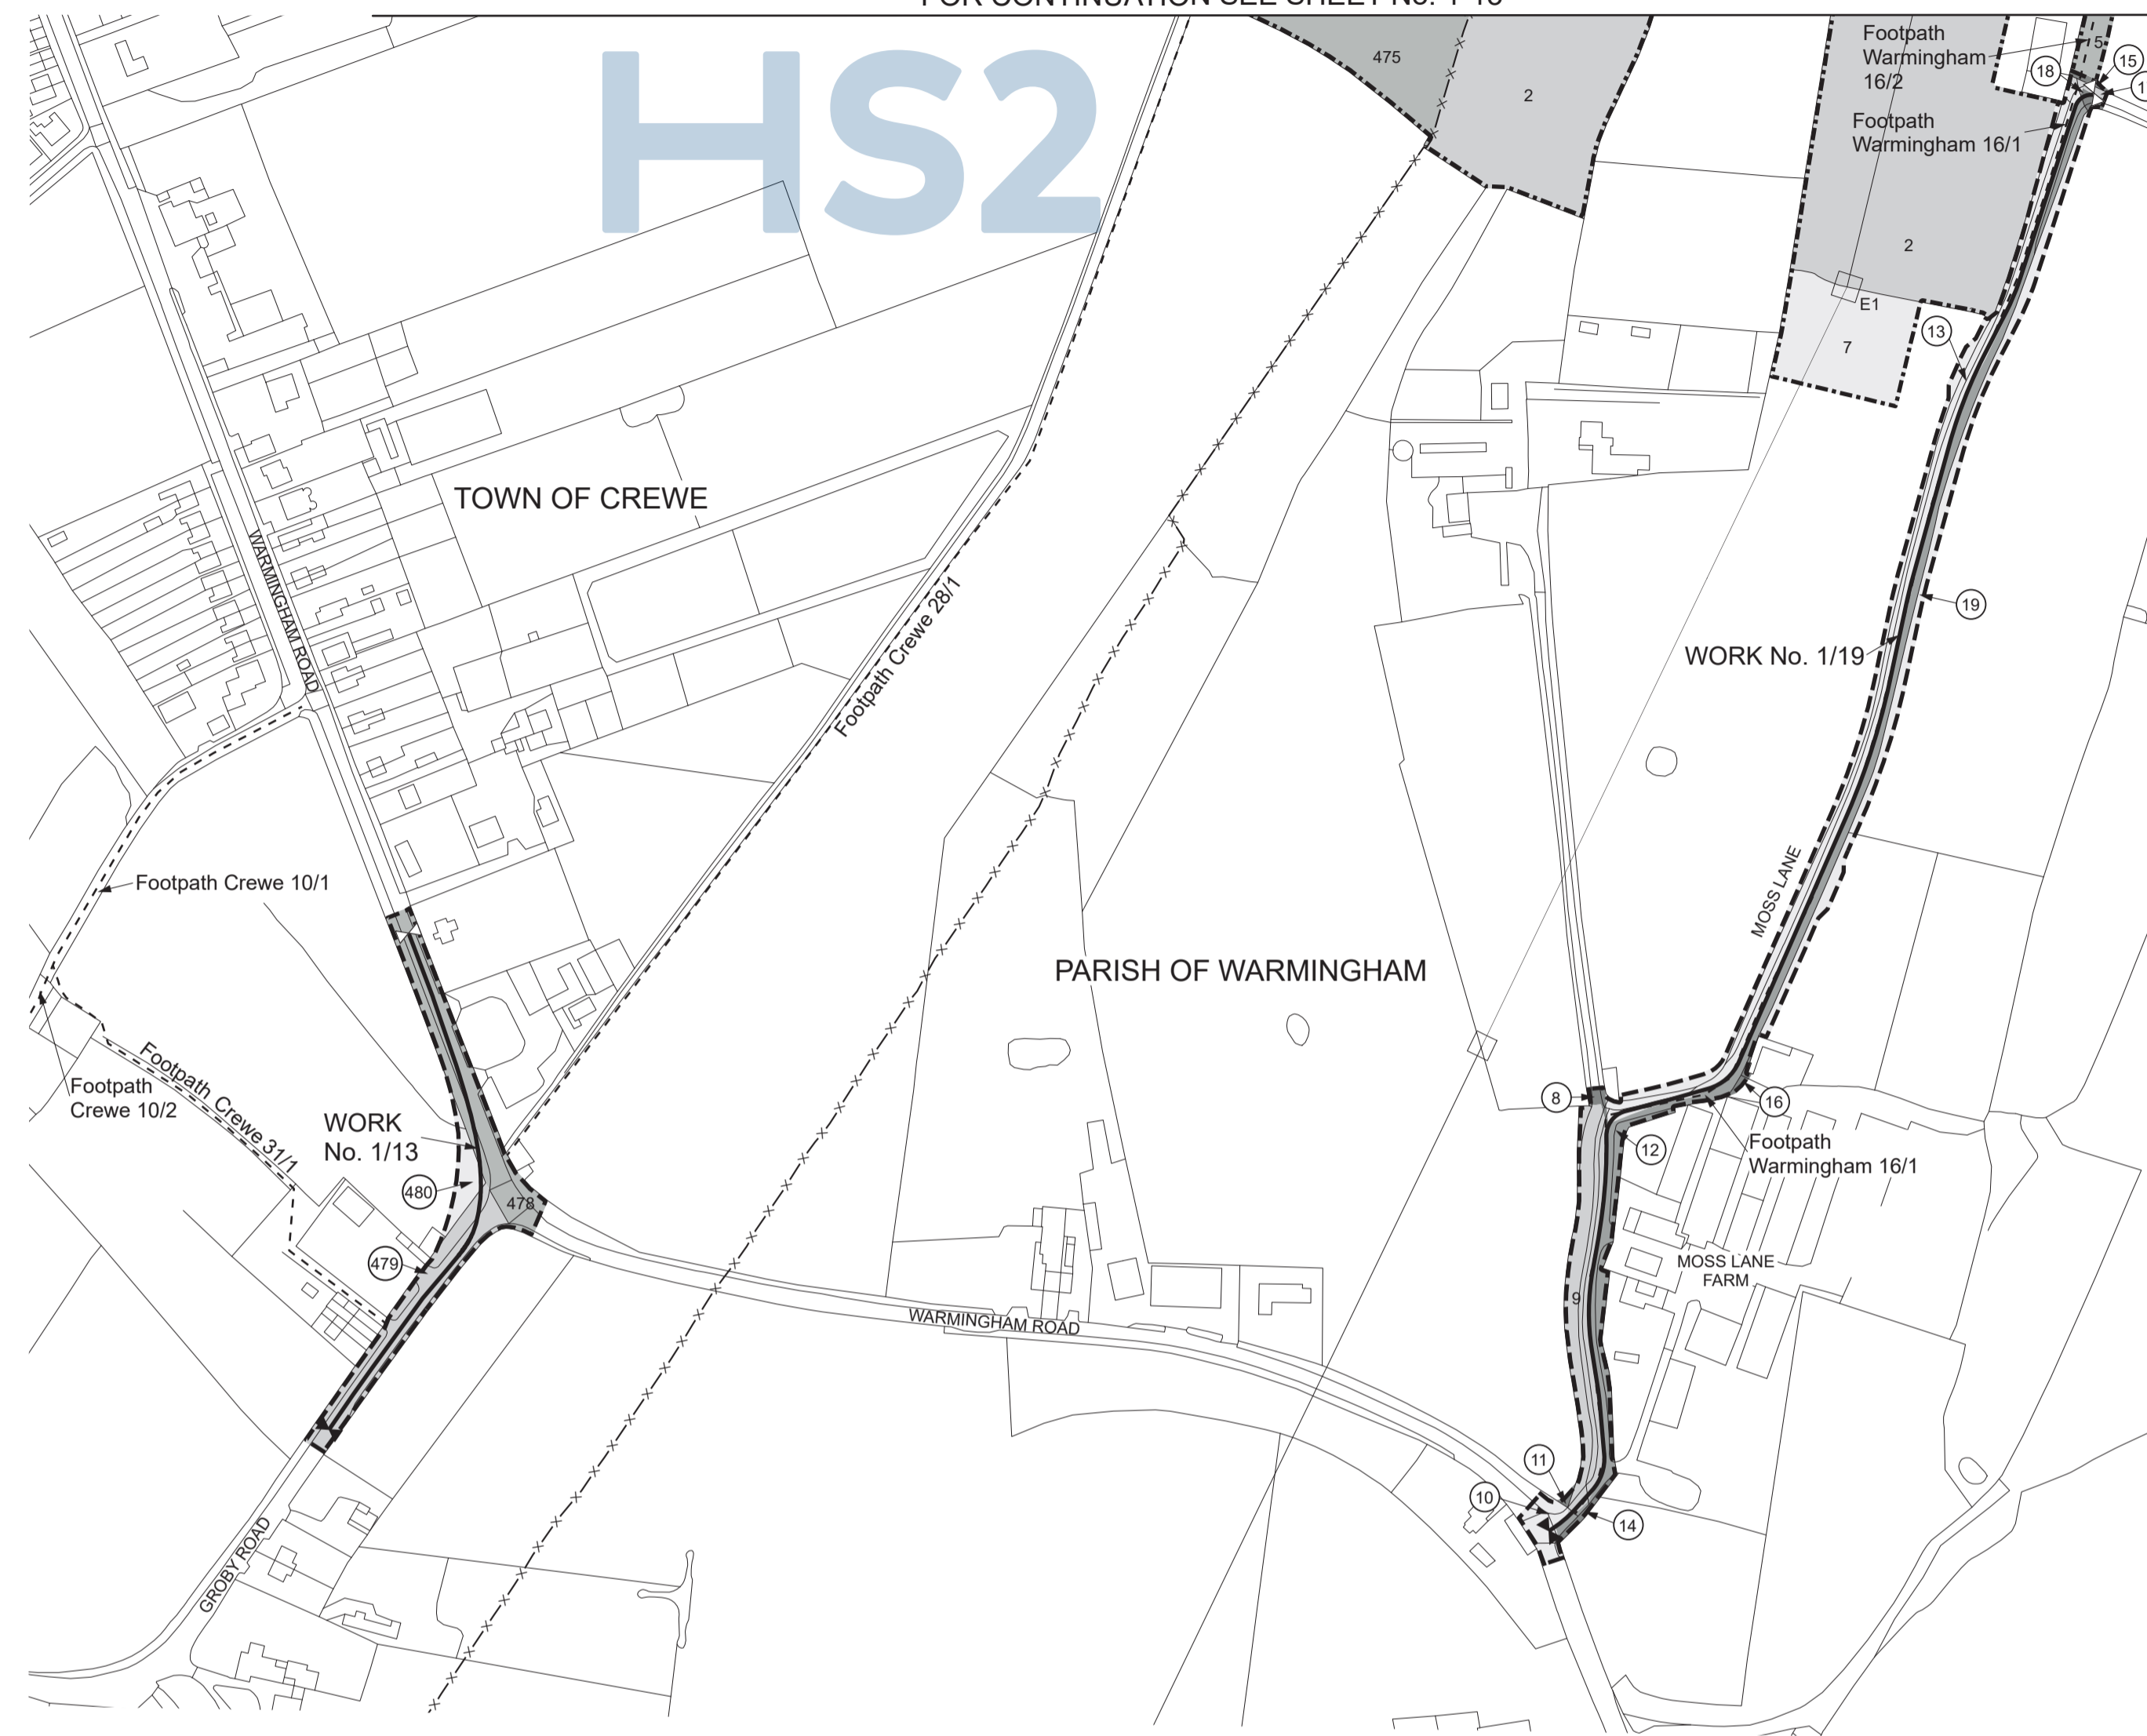 HS2
475
2
Footpath
Warmingham
16/2
5
15
18
Footpath
Warmingham 16/1
2
E1
13
7
TOWN OF CREWE
WARMINGHAM ROAD
Footpath Crewe 28/1
19
WORK No. 1/19
Footpath Crewe 10/1
MOSS LANE
PARISH OF WARMINGHAM
Footpath Crewe 31/1
Footpath
Crewe 10/2
WORK
No. 1/13
8
16
12
Footpath
Warmingham 16/1
480
478
479
MOSS LANE
FARM
9
WARMINGHAM ROAD
11
10
14
GROBY ROAD